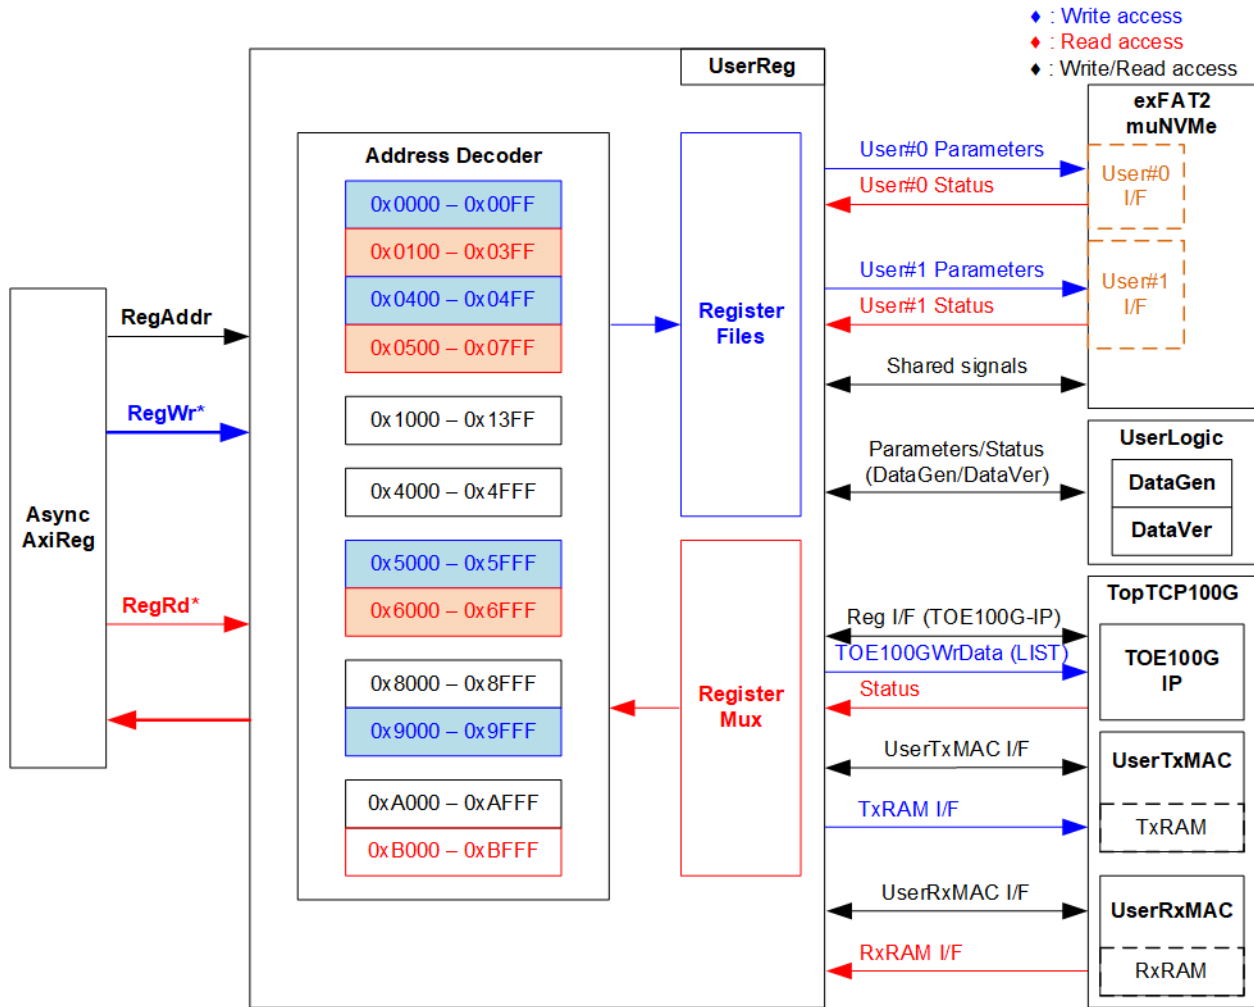 ♦ : Write access
♦ : Read access
♦ : Write/Read access
UserReg
exFAT2
muNVMe
Address Decoder
0x0000 – 0x00FF
0x0100 – 0x03FF
0x0400 – 0x04FF
0x0500 – 0x07FF
0x1000 – 0x13FF
0x4000 – 0x4FFF
0x5000 – 0x5FFF
0x6000 – 0x6FFF
0x8000 – 0x8FFF
0x9000 – 0x9FFF
0xA000 – 0xAFFF
0xB000 – 0xBFFF
Async
AxiReg
RegAddr
RegWr*
RegRd*
Register
Files
Register
Mux
User#0 Parameters
User#0 Status
User#0
I/F
User#1 Parameters
User#1 Status
User#1
I/F
Shared signals
UserLogic
Parameters/Status
(DataGen/DataVer)
DataGen
DataVer
TopTCP100G
Reg I/F (TOE100G-IP)
TOE100GWrData (LIST)
Status
TOE100G
IP
UserTxMAC I/F
UserTxMAC
TxRAM I/F
TxRAM
UserRxMAC I/F
UserRxMAC
RxRAM I/F
RxRAM